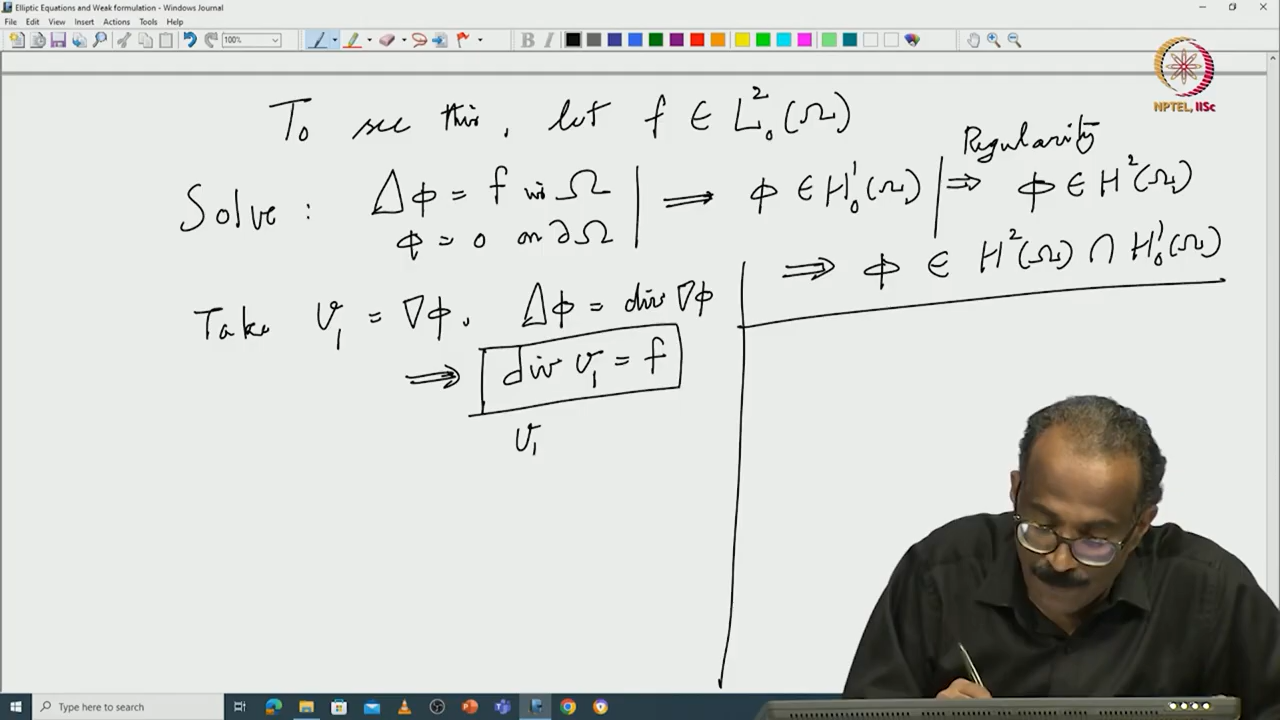 Elliptic Equations and Weak formulation - Windows Journal
File Edit View Insert Actions Tools Help
100%
NPTEL, IISc
To see this, let f ∈ L²₀(Ω)
Solve : Δϕ = f in Ω
ϕ = 0 on ∂Ω
⟹ ϕ ∈ H¹₀(Ω)
Regularity
⟹ ϕ ∈ H²(Ω)
⟹ ϕ ∈ H²(Ω) ∩ H¹₀(Ω)
Take v₁ = ∇ϕ. Δϕ = div ∇ϕ
⟹ div v₁ = f
v₁
Type here to search